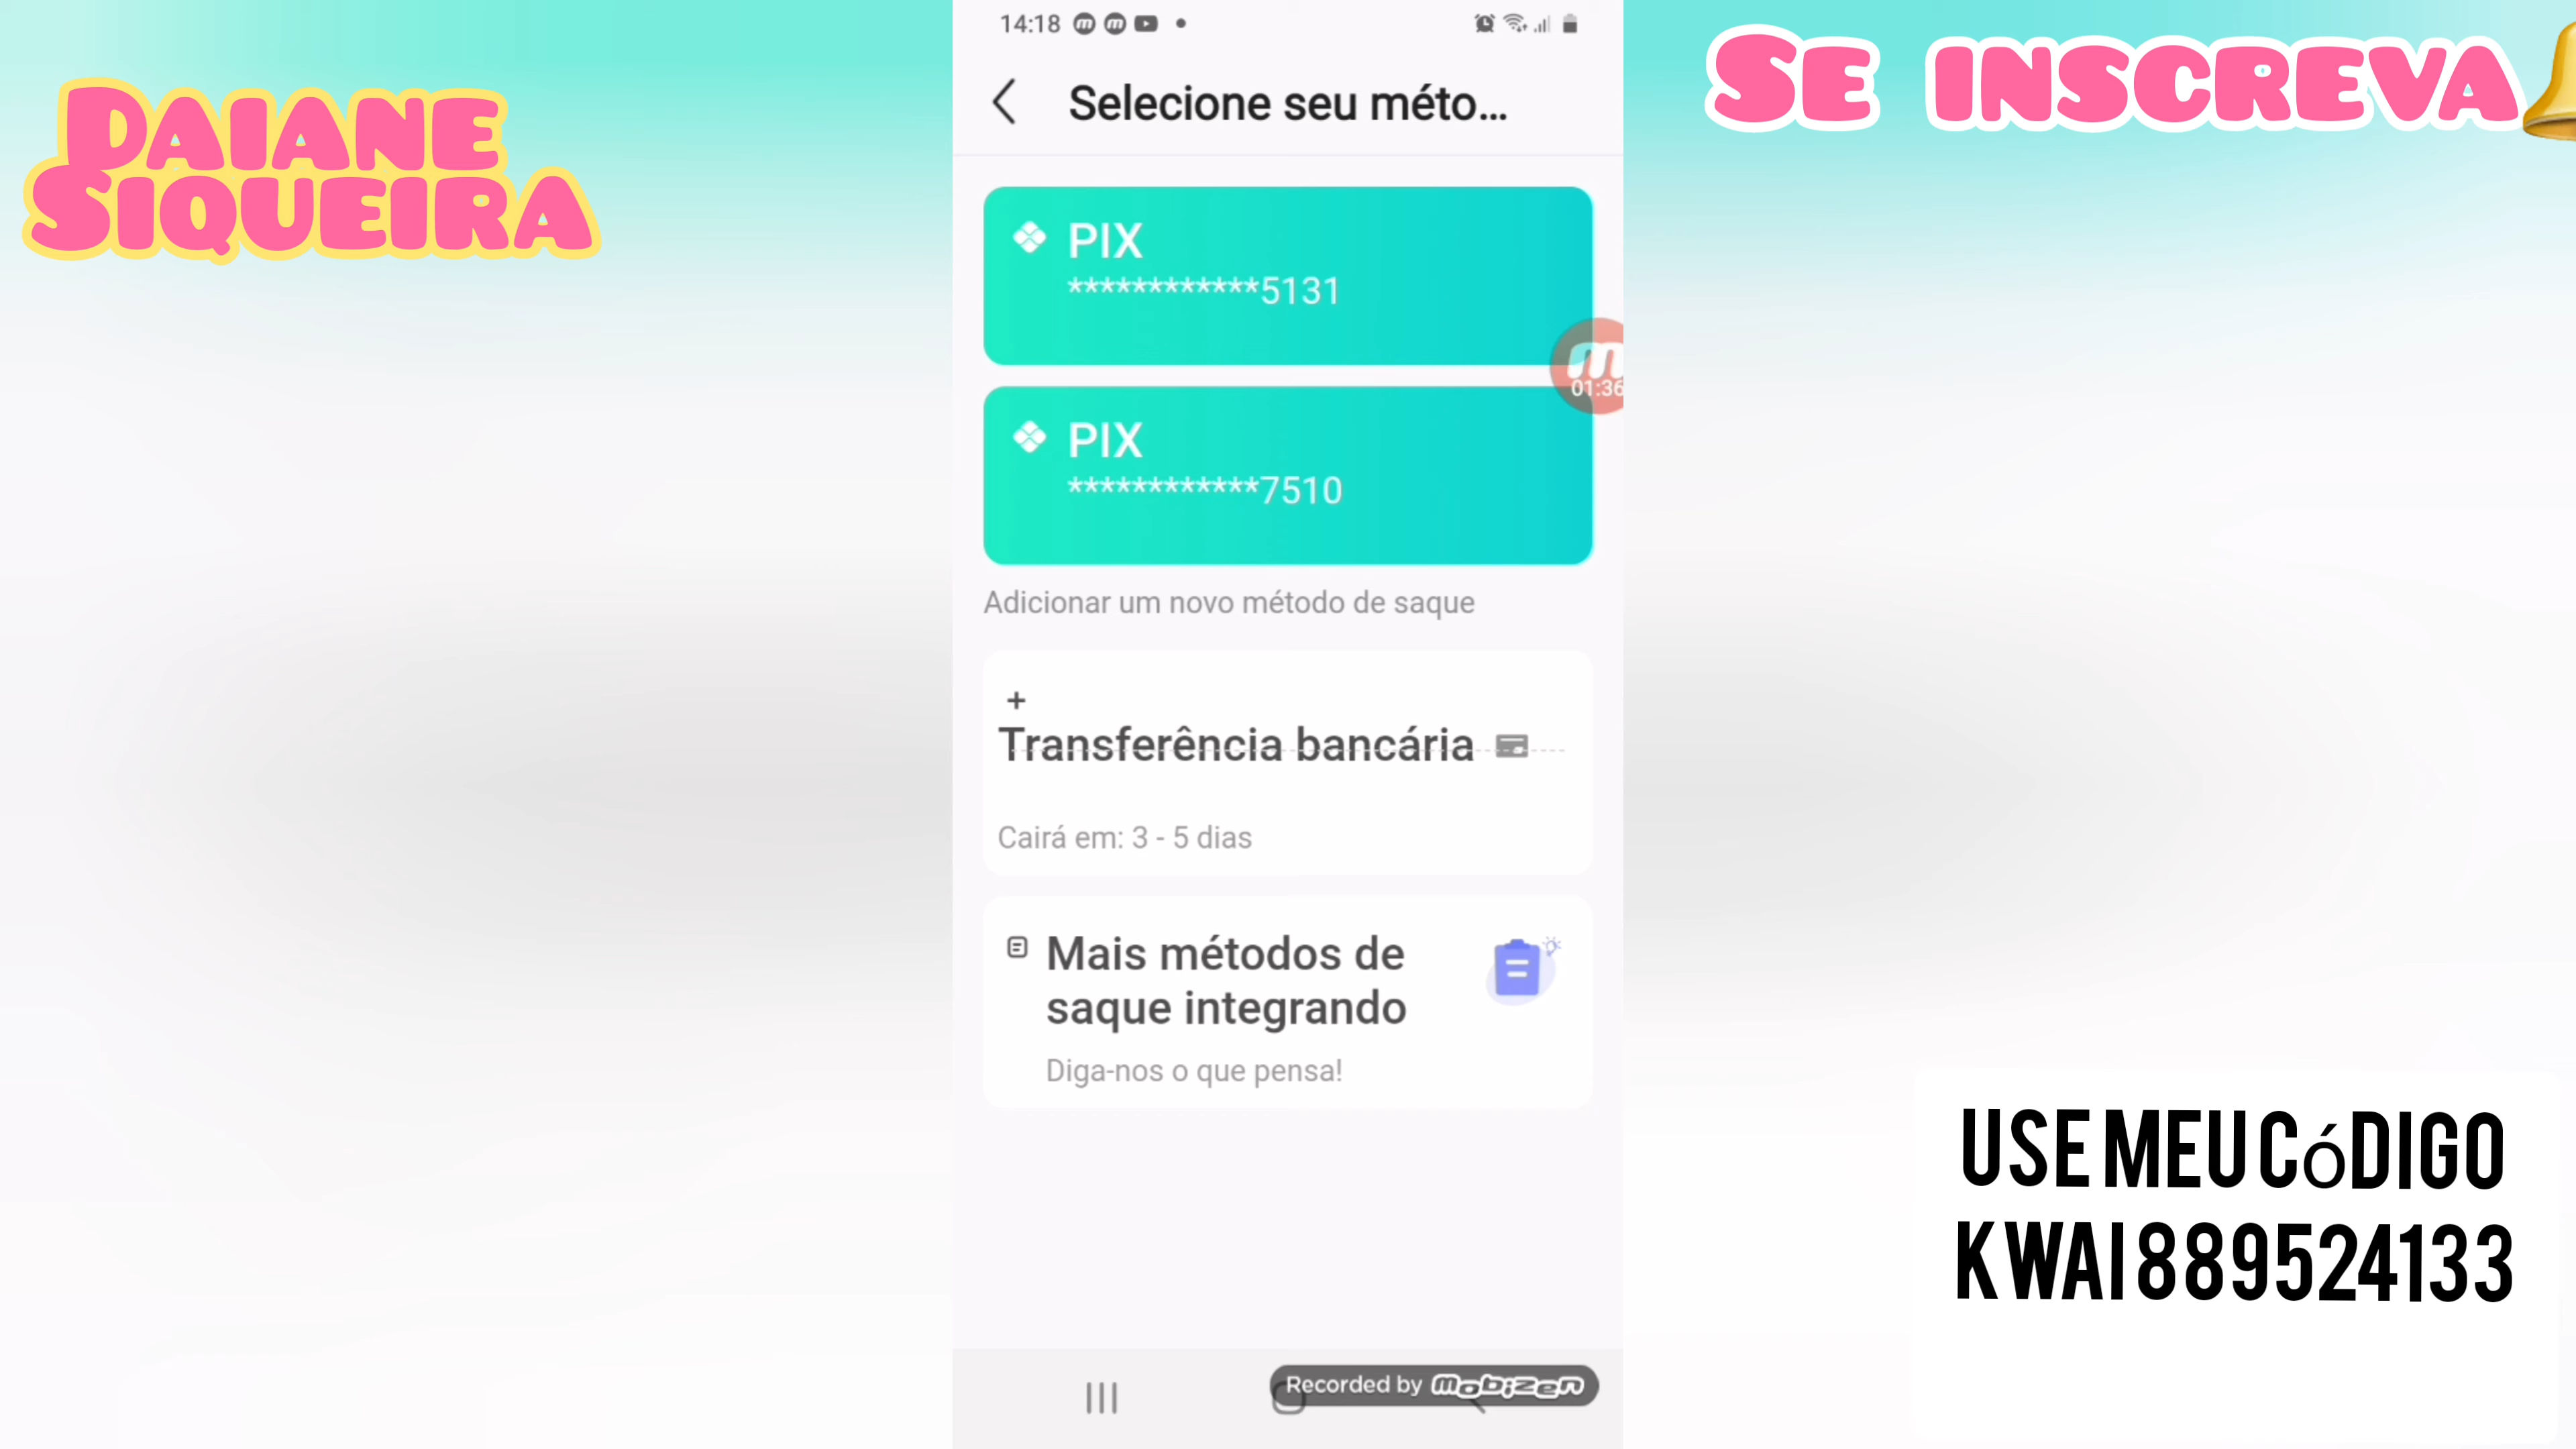 DAIANE
SIQUEIRA
SE INSCREVA
14:18
Selecione seu méto...
PIX
************5131
01:36
PIX
************7510
Adicionar um novo método de saque
+
Transferência bancária
Cairá em: 3 - 5 dias
Mais métodos de
saque integrando
Diga-nos o que pensa!
USE MEU CóDIGO
KWAI 889524133
Recorded by mobizen